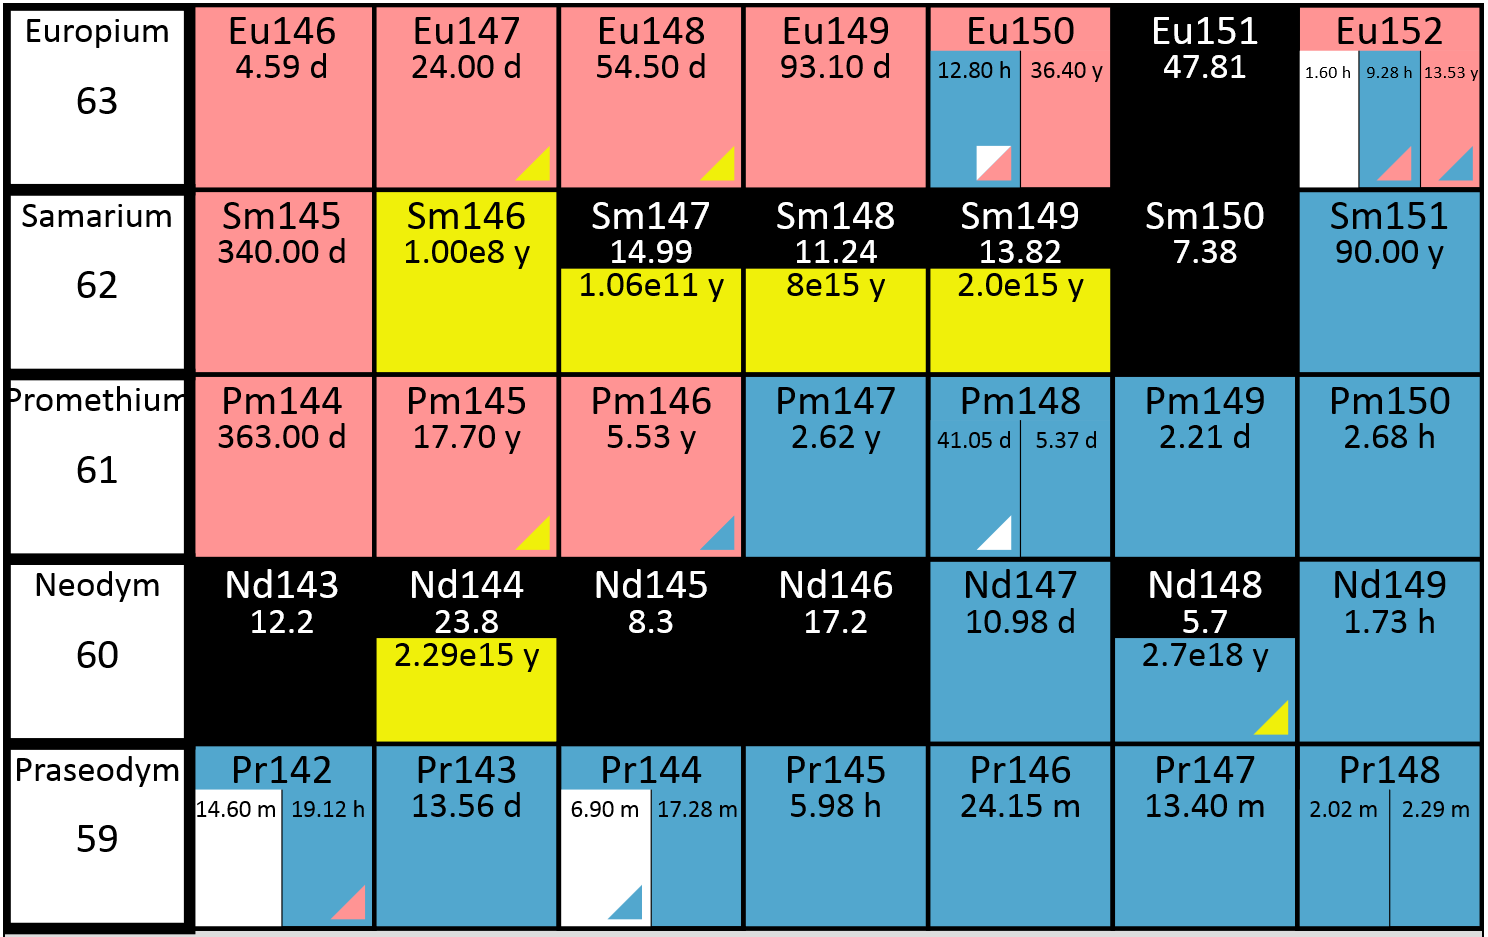 Europium
63
Eu146
4.59 d
Eu147
24.00 d
Eu148
54.50 d
Eu149
93.10 d
Eu150
12.80 h
36.40 y
Eu151
47.81
Eu152
1.60 h
9.28 h
13.53 y
Samarium
62
Sm145
340.00 d
Sm146
1.00e8 y
Sm147
14.99
1.06e11 y
Sm148
11.24
8e15 y
Sm149
13.82
2.0e15 y
Sm150
7.38
Sm151
90.00 y
Promethium
61
Pm144
363.00 d
Pm145
17.70 y
Pm146
5.53 y
Pm147
2.62 y
Pm148
41.05 d
5.37 d
Pm149
2.21 d
Pm150
2.68 h
Neodym
60
Nd143
12.2
Nd144
23.8
2.29e15 y
Nd145
8.3
Nd146
17.2
Nd147
10.98 d
Nd148
5.7
2.7e18 y
Nd149
1.73 h
Praseodym
59
Pr142
14.60 m
19.12 h
Pr143
13.56 d
Pr144
6.90 m
17.28 m
Pr145
5.98 h
Pr146
24.15 m
Pr147
13.40 m
Pr148
2.02 m
2.29 m